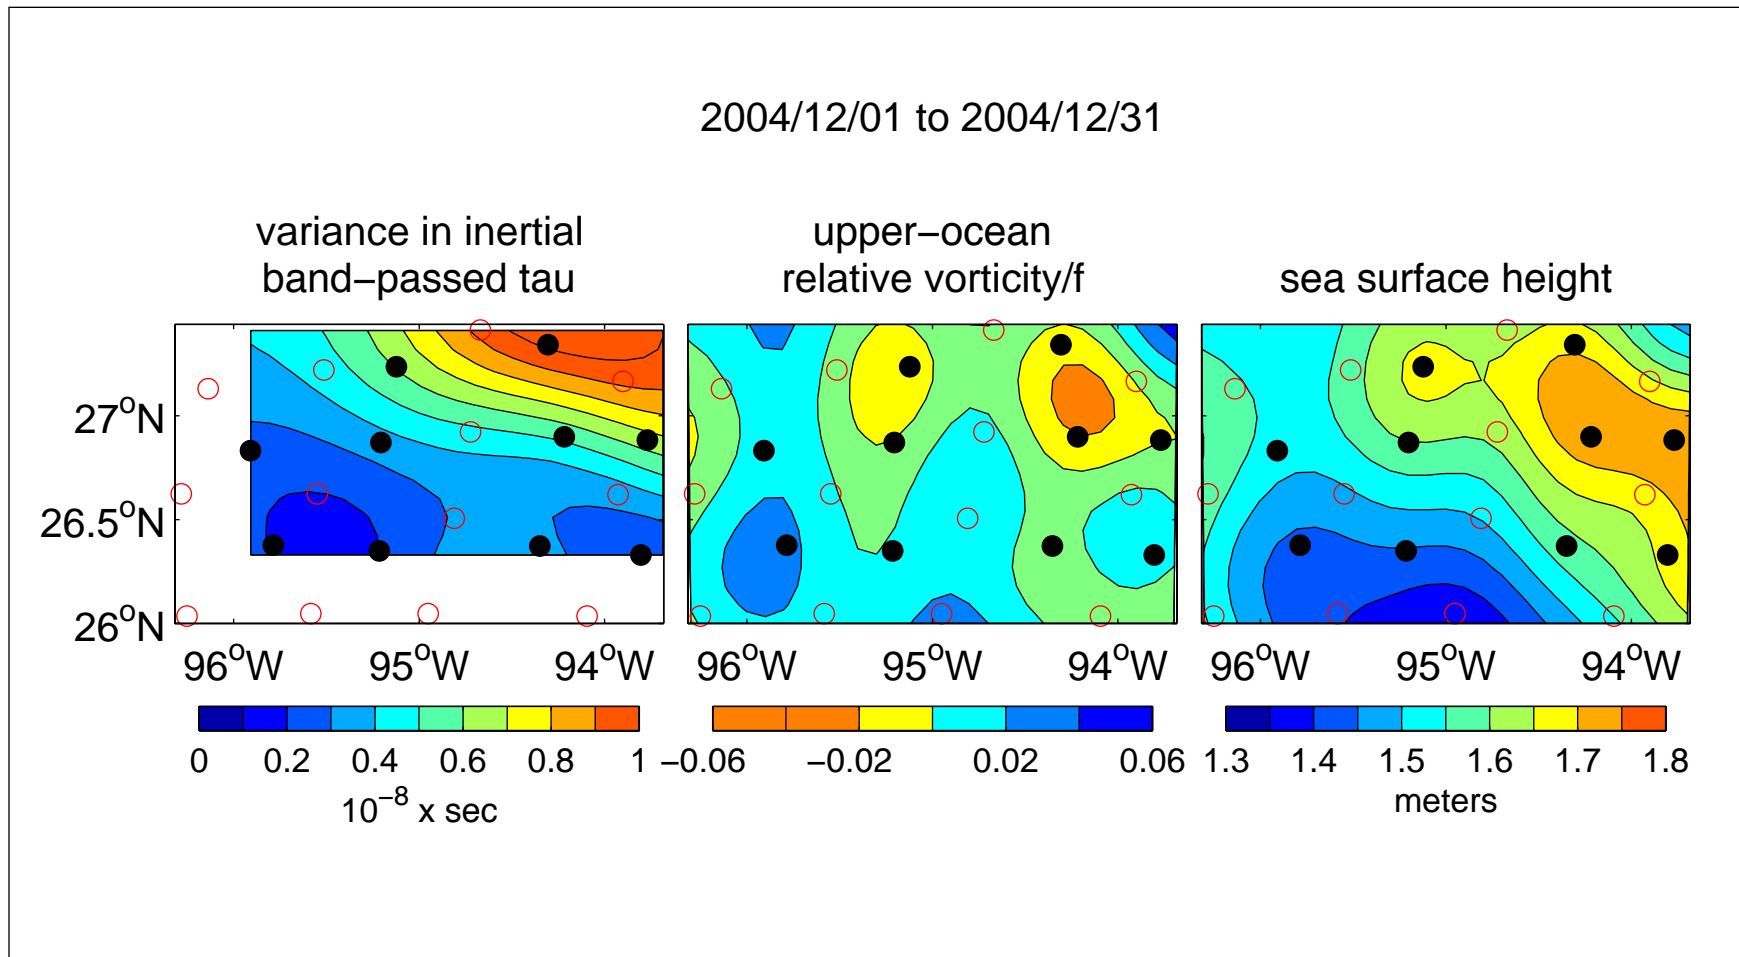 2004/12/01 to 2004/12/31
variance in inertial
band−passed tau
upper−ocean
relative vorticity/f
sea surface height
27°N
26.5°N
26°N
96°W 95°W 94°W
96°W 95°W 94°W
96°W 95°W 94°W
0 0.2 0.4 0.6 0.8 1
10⁻⁸ x sec
−0.06 −0.02 0.02 0.06
1.3 1.4 1.5 1.6 1.7 1.8
meters